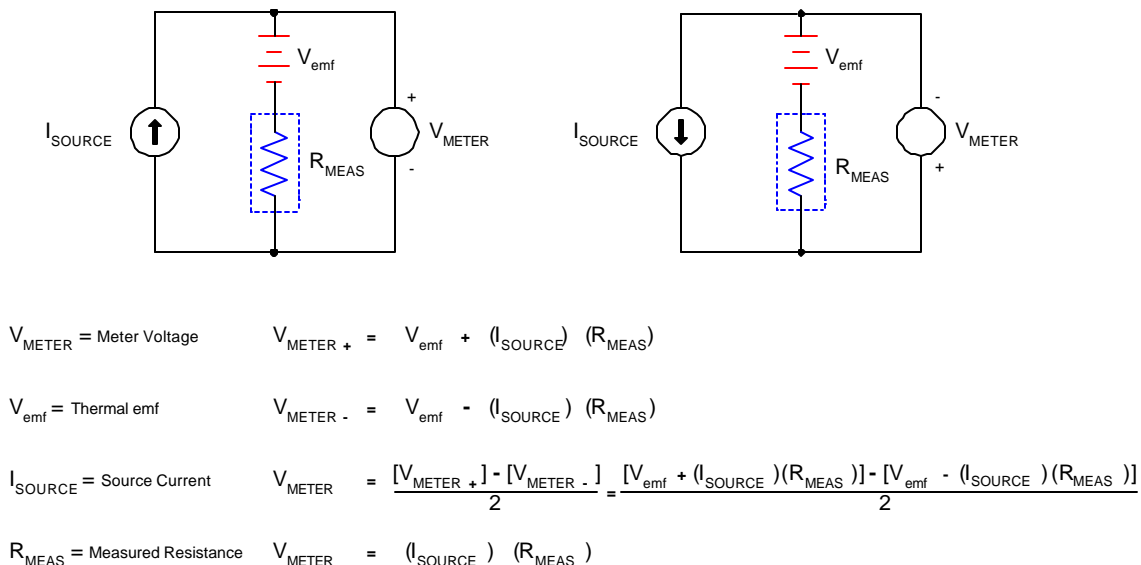 V_emf V_emf
+ -
I_SOURCE V_METER I_SOURCE V_METER
R_MEAS R_MEAS
- +
V_METER = Meter Voltage V_METER + = V_emf + (I_SOURCE) (R_MEAS)
V_emf = Thermal emf V_METER - = V_emf - (I_SOURCE) (R_MEAS)
I_SOURCE = Source Current V_METER = [V_METER +] - [V_METER -] / 2 = [V_emf + (I_SOURCE)(R_MEAS)] - [V_emf - (I_SOURCE)(R_MEAS)] / 2
R_MEAS = Measured Resistance V_METER = (I_SOURCE) (R_MEAS)